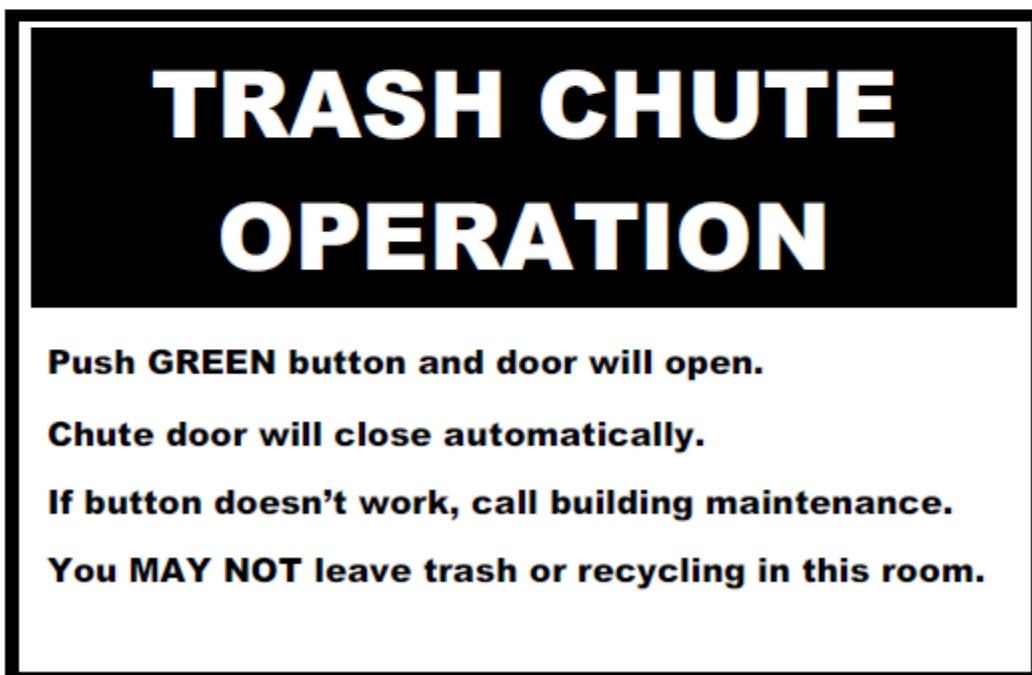 TRASH CHUTE
OPERATION
Push GREEN button and door will open.
Chute door will close automatically.
If button doesn’t work, call building maintenance.
You MAY NOT leave trash or recycling in this room.